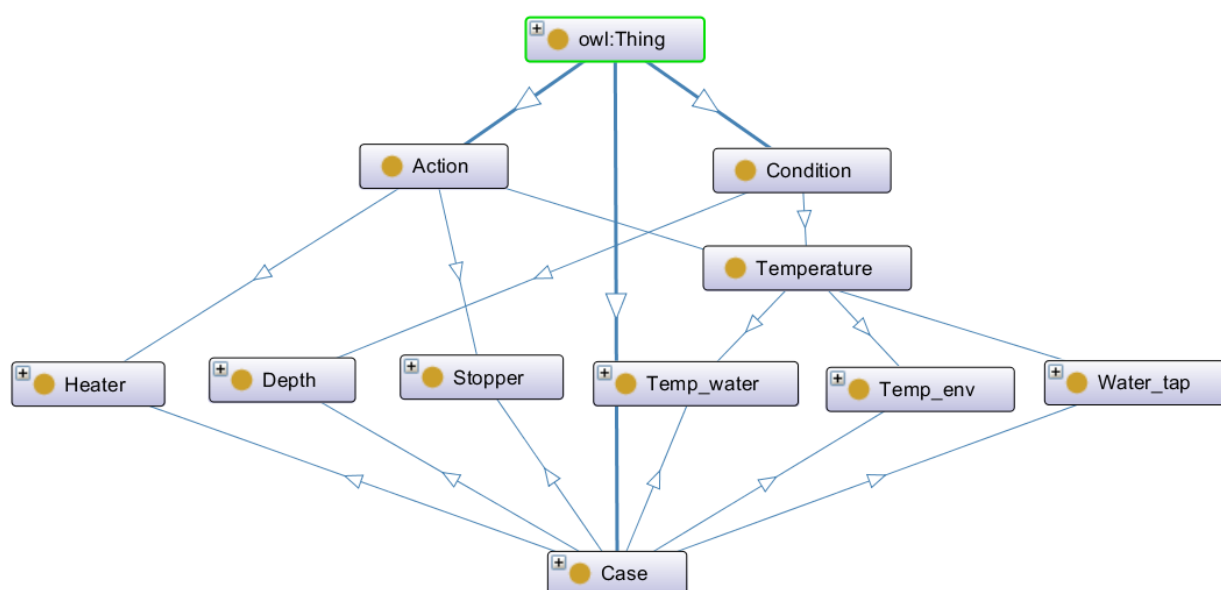 owl:Thing
Action
Condition
Temperature
Heater
Depth
Stopper
Temp_water
Temp_env
Water_tap
Case